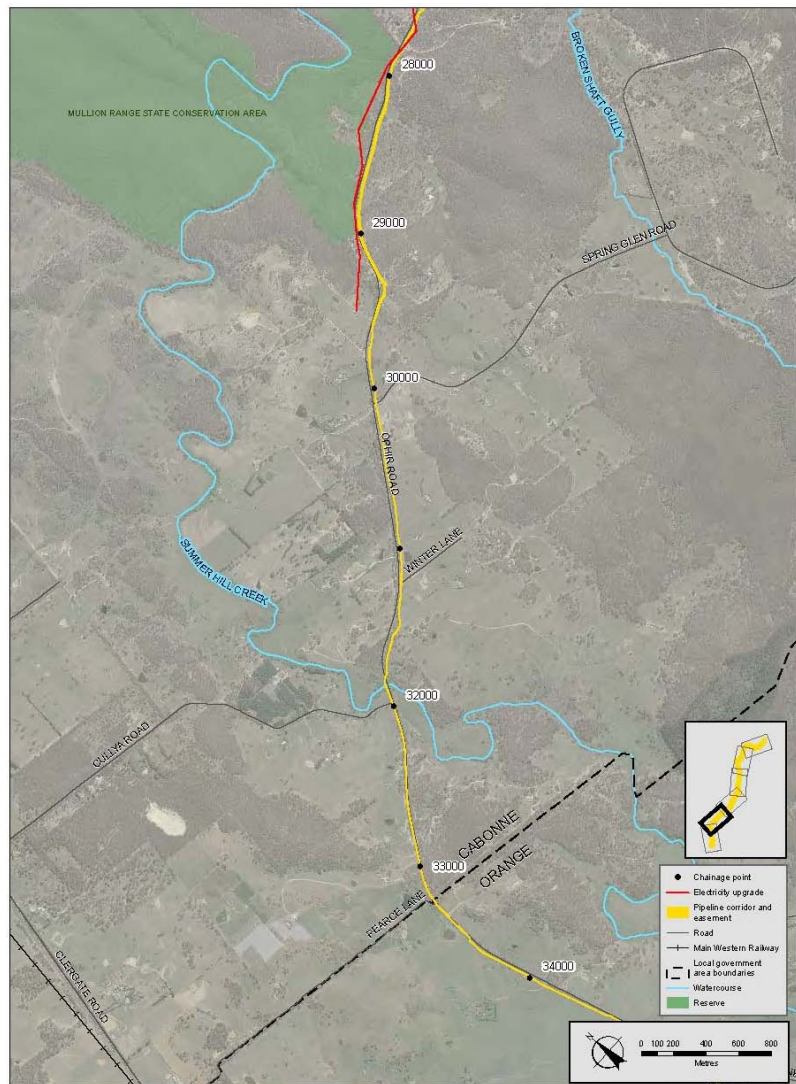 28000
BROKEN SHAFT GULLY
MULLION RANGE STATE CONSERVATION AREA
29000
SPRING GLEN ROAD
30000
OPHIR ROAD
WINTER LANE
SUMMER HILL CREEK
32000
CULLYA ROAD
CABONNE
ORANGE
33000
PEARCE LANE
34000
CLERGATE ROAD
Chainage point
Electricity upgrade
Pipeline corridor and
easement
Road
Main Western Railway
Local government
area boundaries
Watercourse
Reserve
0 100 200 400 600 800
Metres